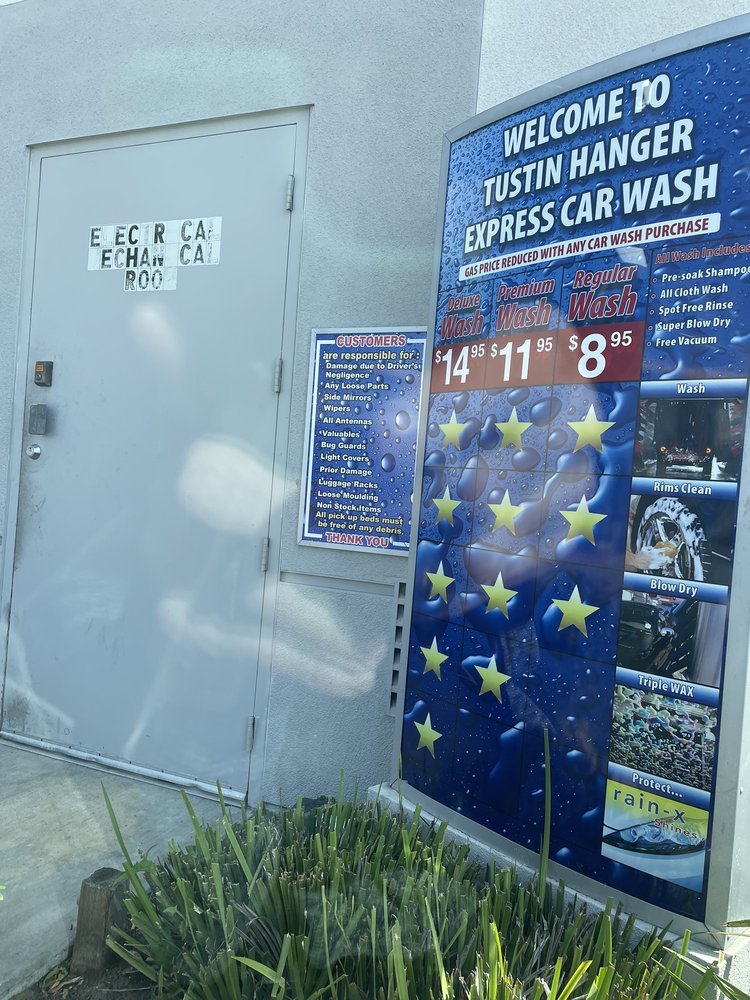 E EC R CA
ECHAN CAL
ROO
CUSTOMERS
are responsible for :
Damage due to Driver's
Negligence
Any Loose Parts
Side Mirrors
Wipers
All Antennas
Valuables
Bug Guards
Light Covers
Prior Damage
Luggage Racks
Loose Moulding
Non Stock Items
All pick up beds must
be free of any debris.
THANK YOU
WELCOME TO
TUSTIN HANGER
EXPRESS CAR WASH
GAS PRICE REDUCED WITH ANY CAR WASH PURCHASE
Deluxe Wash
$14 95
Premium Wash
$11 95
Regular Wash
$8 95
All Wash Includes
Pre-soak Shampoo
All Cloth Wash
Spot Free Rinse
Super Blow Dry
Free Vacuum
Wash
Rims Clean
Blow Dry
Triple WAX
Protect...
rain-x
Shines